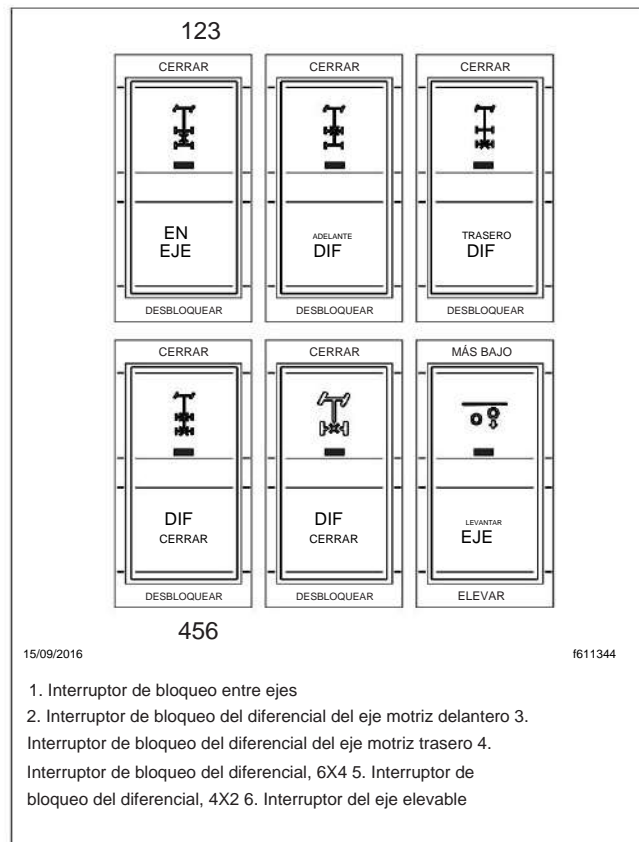 123
CERRAR CERRAR CERRAR
EN
EJE
ADELANTE
DIF
TRASERO
DIF
DESBLOQUEAR DESBLOQUEAR DESBLOQUEAR
CERRAR CERRAR MÁS BAJO
DIF
CERRAR
DIF
CERRAR
LEVANTAR
EJE
DESBLOQUEAR DESBLOQUEAR ELEVAR
456
15/09/2016 f611344
1. Interruptor de bloqueo entre ejes
2. Interruptor de bloqueo del diferencial del eje motriz delantero 3.
Interruptor de bloqueo del diferencial del eje motriz trasero 4.
Interruptor de bloqueo del diferencial, 6X4 5. Interruptor de
bloqueo del diferencial, 4X2 6. Interruptor del eje elevable